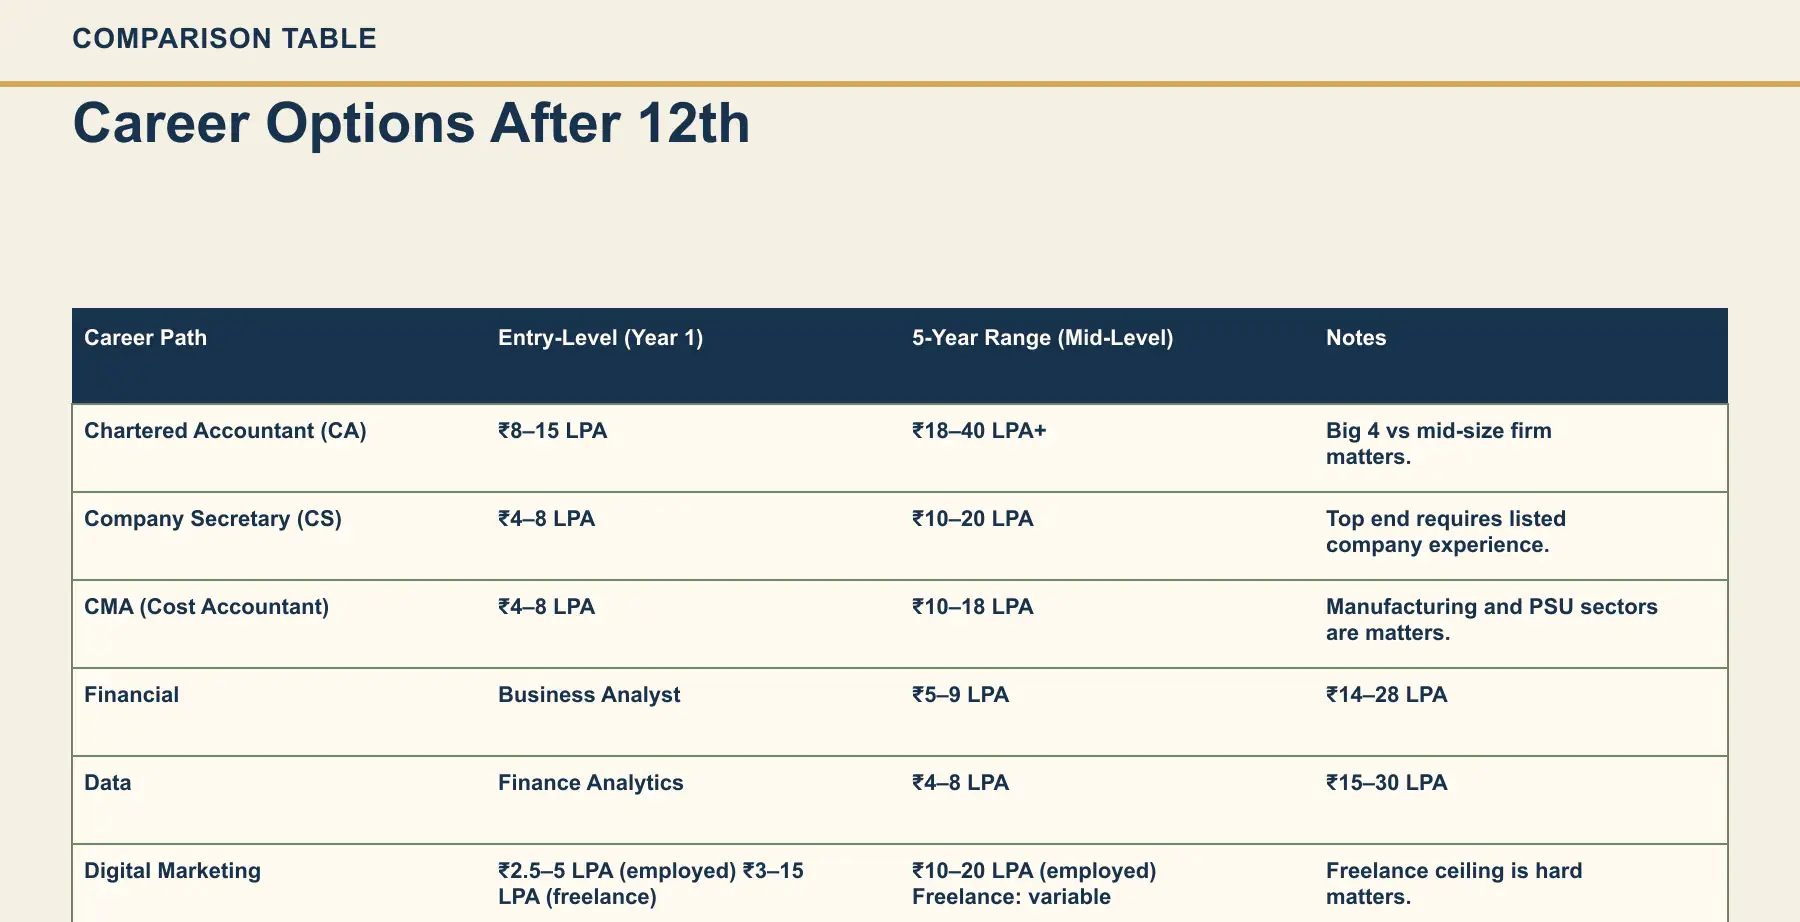 COMPARISON TABLE
Career Options After 12th
Career Path Entry-Level (Year 1) 5-Year Range (Mid-Level) Notes
Chartered Accountant (CA) ₹8–15 LPA ₹18–40 LPA+ Big 4 vs mid-size firm
matters.
Company Secretary (CS) ₹4–8 LPA ₹10–20 LPA Top end requires listed
company experience.
CMA (Cost Accountant) ₹4–8 LPA ₹10–18 LPA Manufacturing and PSU sectors
are matters.
Financial Business Analyst ₹5–9 LPA ₹14–28 LPA
Data Finance Analytics ₹4–8 LPA ₹15–30 LPA
Digital Marketing ₹2.5–5 LPA (employed) ₹3–15 ₹10–20 LPA (employed) Freelance ceiling is hard
LPA (freelance) Freelance: variable matters.